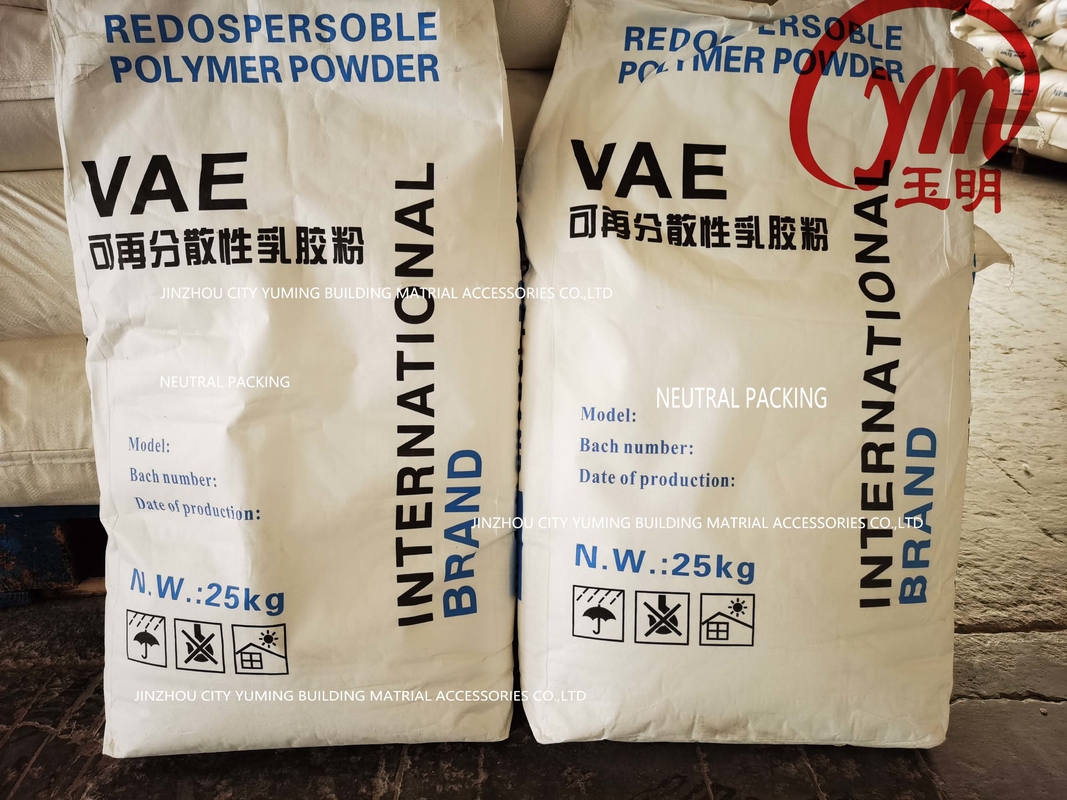 REDOSPERSOBLE
POLYMER POWDER
VAE
可再分散性乳胶粉
INTERNATIONAL
BRAND
JINZHOU CITY YUMING BUILDING MATRIAL ACCESSORIES CO.,LTD
NEUTRAL PACKING
Model:
Bach number:
Date of production:
N.W.:25kg
JINZHOU CITY YUMING BUILDING MATRIAL ACCESSORIES CO.,LTD
REDOSPERSOBLE
POLYMER POWDER
ym
玉明
VAE
可再分散性乳胶粉
INTERNATIONAL
BRAND
NEUTRAL PACKING
Model:
Bach number:
Date of production:
JINZHOU CITY YUMING BUILDING MATRIAL ACCESSORIES CO.,LTD
N.W.:25kg